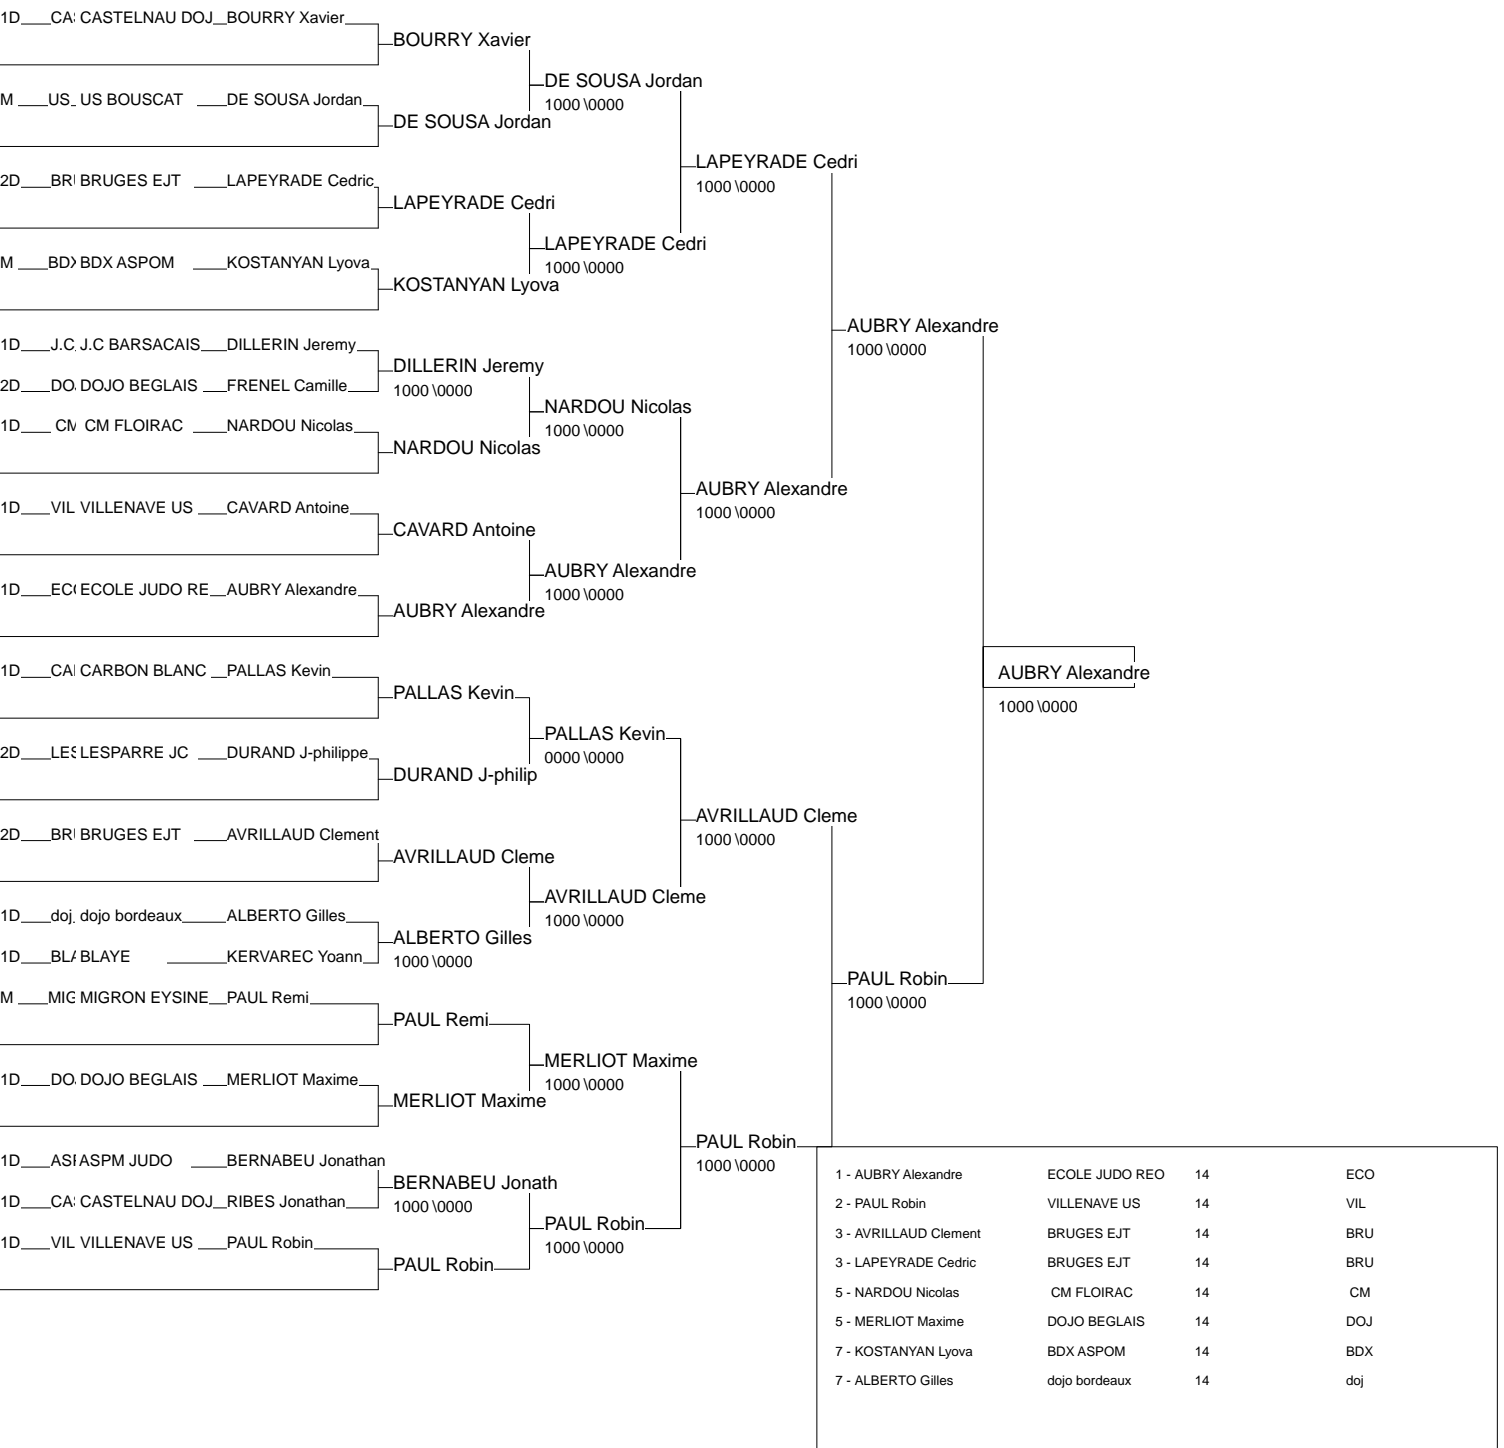 1D CA CASTELNAU DOJ BOURRY Xavier
BOURRY Xavier
DE SOUSA Jordan
1000 \0000
M US US BOUSCAT DE SOUSA Jordan
DE SOUSA Jordan
LAPEYRADE Cedri
1000 \0000
2D BR BRUGES EJT LAPEYRADE Cedric
LAPEYRADE Cedri
LAPEYRADE Cedri
1000 \0000
M BDX BDX ASPOM KOSTANYAN Lyova
KOSTANYAN Lyova
AUBRY Alexandre
1000 \0000
1D J.C J.C BARSACAIS DILLERIN Jeremy
DILLERIN Jeremy
1000 \0000
2D DO DOJO BEGLAIS FRENEL Camille
NARDOU Nicolas
1000 \0000
1D CM CM FLOIRAC NARDOU Nicolas
NARDOU Nicolas
AUBRY Alexandre
1000 \0000
1D VIL VILLENAVE US CAVARD Antoine
CAVARD Antoine
AUBRY Alexandre
1000 \0000
1D EC ECOLE JUDO RE AUBRY Alexandre
AUBRY Alexandre
AUBRY Alexandre
1000 \0000
1D CA CARBON BLANC PALLAS Kevin
PALLAS Kevin
PALLAS Kevin
0000 \0000
2D LES LESPARRE JC DURAND J-philippe
DURAND J-philip
AVRILLAUD Cleme
1000 \0000
2D BR BRUGES EJT AVRILLAUD Clement
AVRILLAUD Cleme
AVRILLAUD Cleme
1000 \0000
1D doj dojo bordeaux ALBERTO Gilles
ALBERTO Gilles
1000 \0000
1D BLA BLAYE KERVAREC Yoann
PAUL Robin
1000 \0000
M MIG MIGRON EYSINE PAUL Remi
PAUL Remi
MERLIOT Maxime
1000 \0000
1D DO DOJO BEGLAIS MERLIOT Maxime
MERLIOT Maxime
PAUL Robin
1000 \0000
1D ASP ASPM JUDO BERNABEU Jonathan
BERNABEU Jonath
1000 \0000
1D CA CASTELNAU DOJ RIBES Jonathan
PAUL Robin
1000 \0000
1D VIL VILLENAVE US PAUL Robin
PAUL Robin
1 - AUBRY Alexandre ECOLE JUDO REO 14 ECO
2 - PAUL Robin VILLENAVE US 14 VIL
3 - AVRILLAUD Clement BRUGES EJT 14 BRU
3 - LAPEYRADE Cedric BRUGES EJT 14 BRU
5 - NARDOU Nicolas CM FLOIRAC 14 CM
5 - MERLIOT Maxime DOJO BEGLAIS 14 DOJ
7 - KOSTANYAN Lyova BDX ASPOM 14 BDX
7 - ALBERTO Gilles dojo bordeaux 14 doj